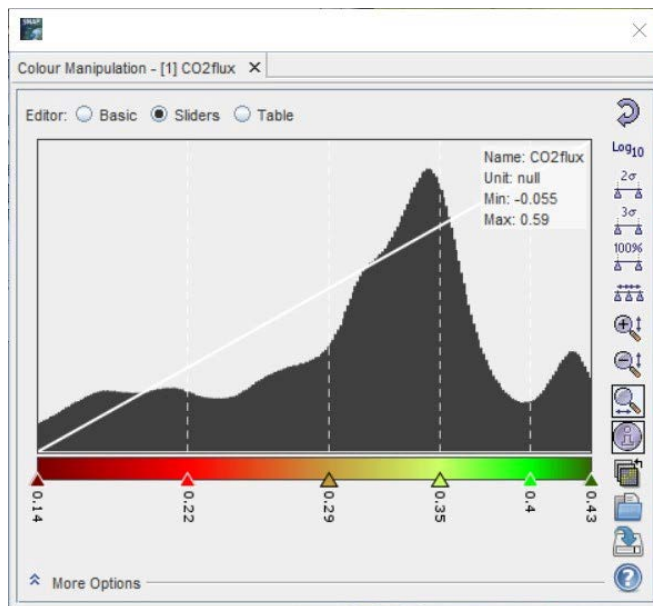 SNAP
Colour Manipulation - [1] CO2flux X
Editor: Basic Sliders Table
Name: CO2flux
Unit: null
Min: -0.055
Max: 0.59
Log10
2σ
3σ
100%
0.14 0.22 0.29 0.35 0.4 0.43
More Options